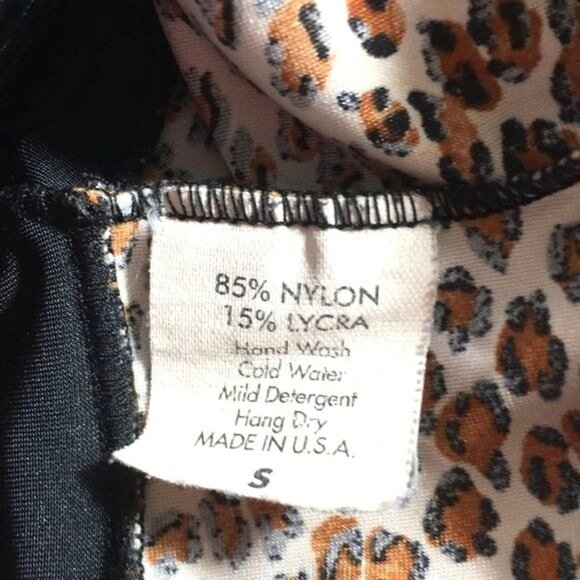 85% NYLON
15% LYCRA
Hand Wash
Cold Water
Mild Detergent
Hang Dry
MADE IN U.S.A.
S